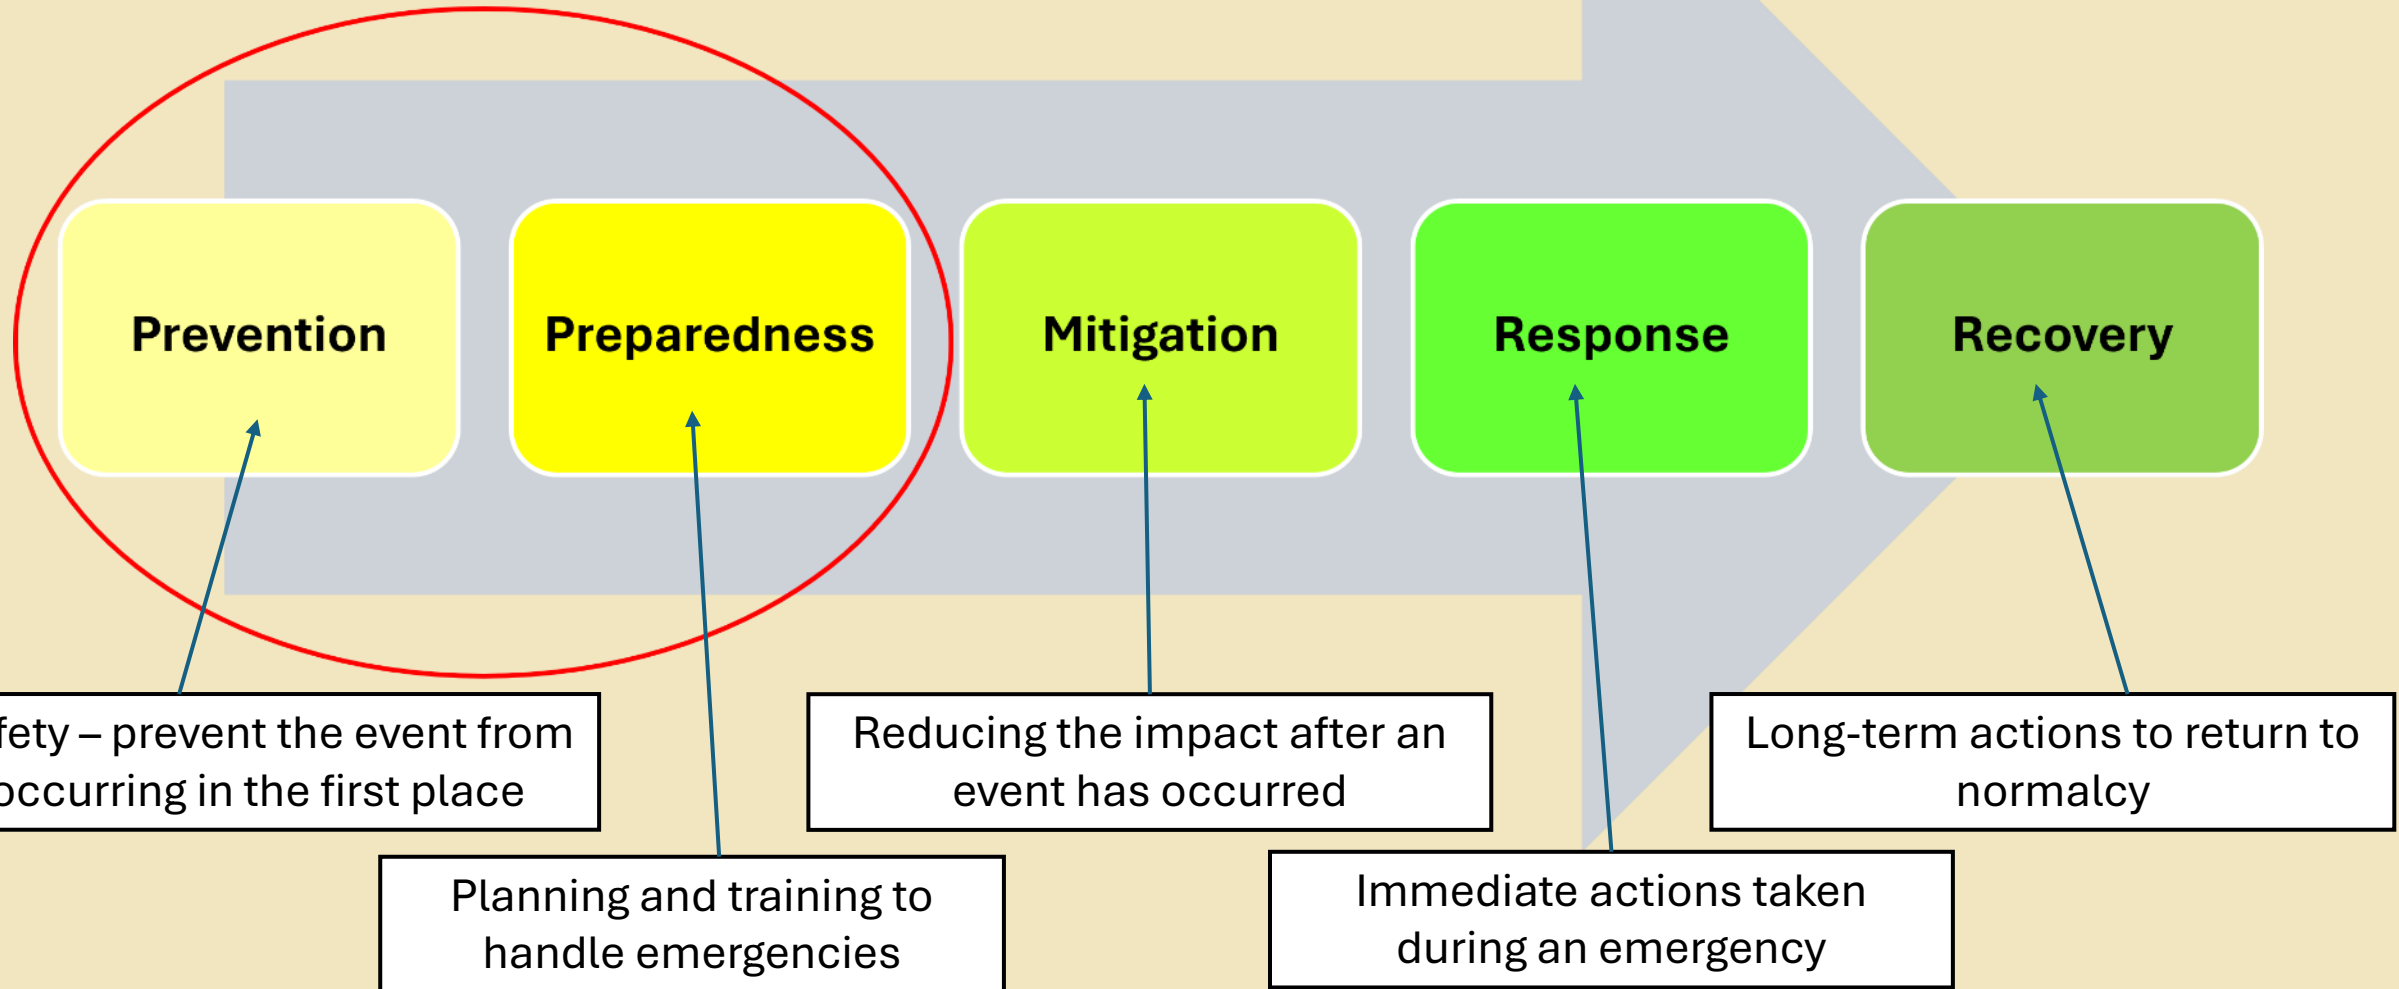 Prevention
Preparedness
Mitigation
Response
Recovery
fety – prevent the event from
occurring in the first place
Reducing the impact after an
event has occurred
Long-term actions to return to
normalcy
Planning and training to
handle emergencies
Immediate actions taken
during an emergency